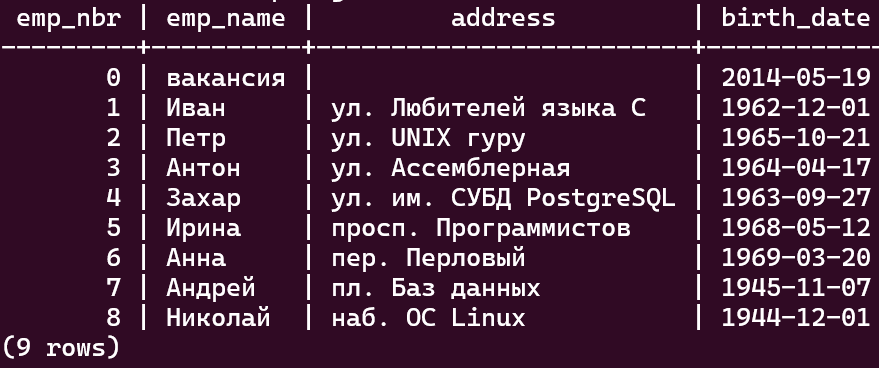 emp_nbr | emp_name | address | birth_date
---------+----------+-------------------------+------------
0 | вакансия | | 2014-05-19
1 | Иван | ул. Любителей языка C | 1962-12-01
2 | Петр | ул. UNIX гуру | 1965-10-21
3 | Антон | ул. Ассемблерная | 1964-04-17
4 | Захар | ул. им. СУБД PostgreSQL | 1963-09-27
5 | Ирина | просп. Программистов | 1968-05-12
6 | Анна | пер. Перловый | 1969-03-20
7 | Андрей | пл. Баз данных | 1945-11-07
8 | Николай | наб. ОС Linux | 1944-12-01
(9 rows)